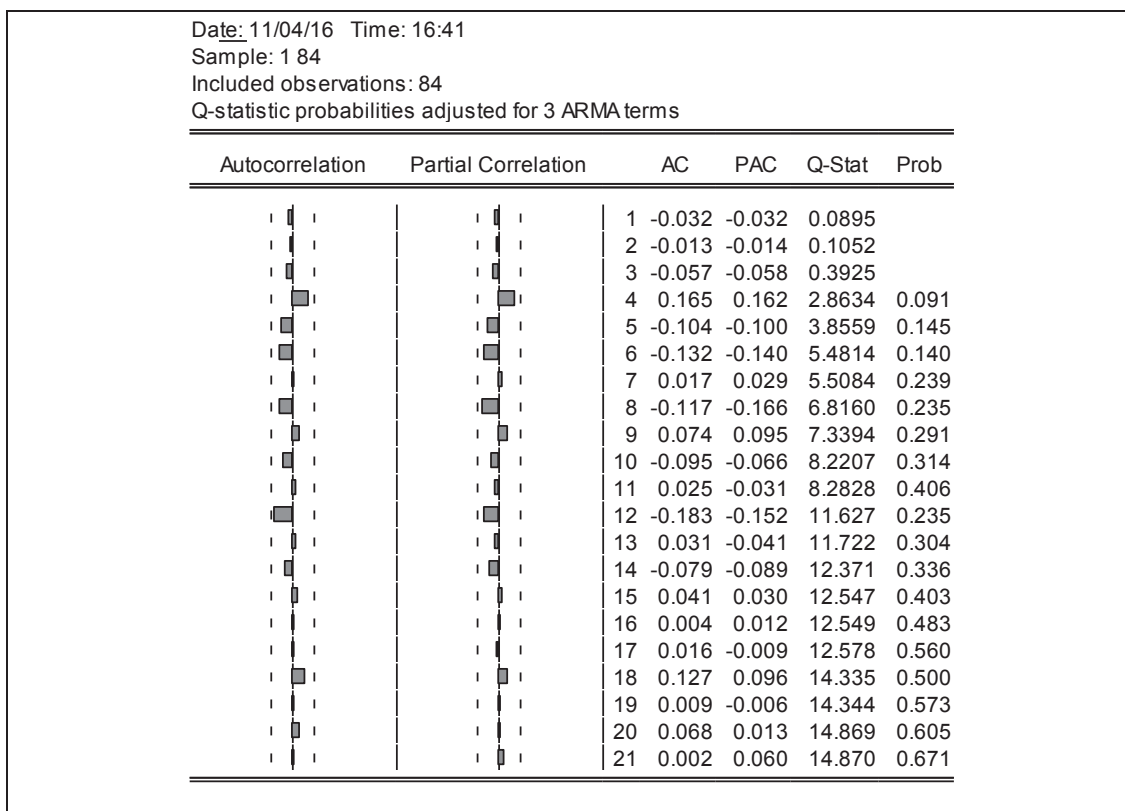 Date: 11/04/16 Time: 16:41
Sample: 1 84
Included observations: 84
Q-statistic probabilities adjusted for 3 ARMA terms
Autocorrelation Partial Correlation AC PAC Q-Stat Prob
1 -0.032 -0.032 0.0895
2 -0.013 -0.014 0.1052
3 -0.057 -0.058 0.3925
4 0.165 0.162 2.8634 0.091
5 -0.104 -0.100 3.8559 0.145
6 -0.132 -0.140 5.4814 0.140
7 0.017 0.029 5.5084 0.239
8 -0.117 -0.166 6.8160 0.235
9 0.074 0.095 7.3394 0.291
10 -0.095 -0.066 8.2207 0.314
11 0.025 -0.031 8.2828 0.406
12 -0.183 -0.152 11.627 0.235
13 0.031 -0.041 11.722 0.304
14 -0.079 -0.089 12.371 0.336
15 0.041 0.030 12.547 0.403
16 0.004 0.012 12.549 0.483
17 0.016 -0.009 12.578 0.560
18 0.127 0.096 14.335 0.500
19 0.009 -0.006 14.344 0.573
20 0.068 0.013 14.869 0.605
21 0.002 0.060 14.870 0.671